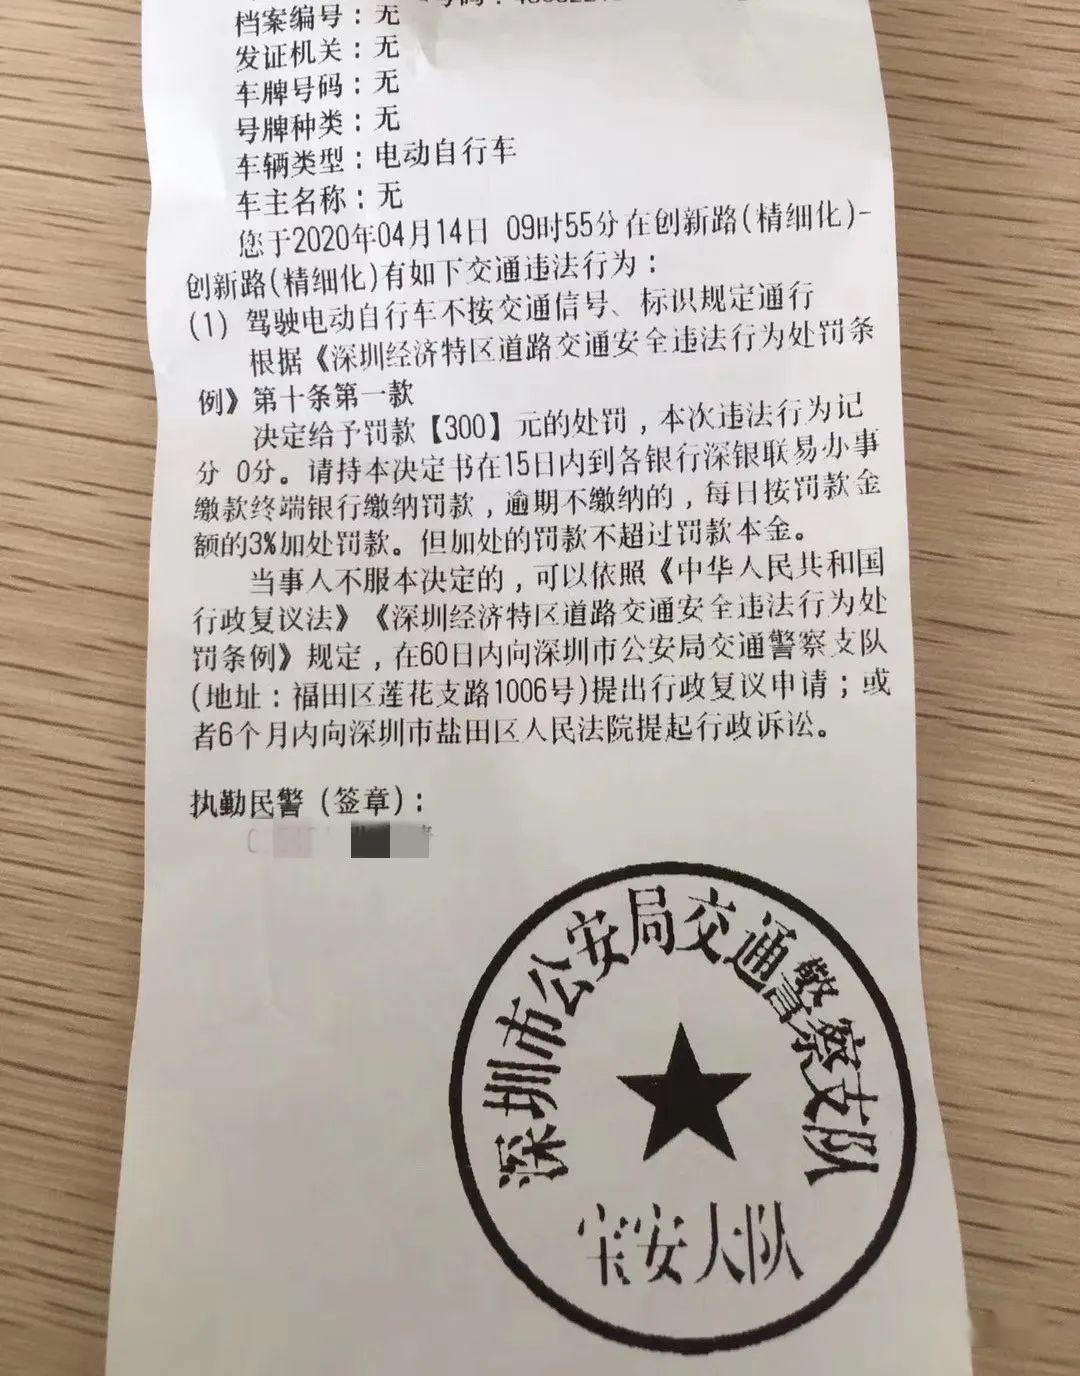 档案编号：无
发证机关：无
车牌号码：无
号牌种类：无
车辆类型：电动自行车
车主名称：无
您于2020年04月14日 09时55分在创新路(精细化)-
创新路(精细化)有如下交通违法行为：
(1) 驾驶电动自行车不按交通信号、标识规定通行
根据《深圳经济特区道路交通安全违法行为处罚条
例》第十条第一款
决定给予罚款【300】元的处罚，本次违法行为记
分 0分。请持本决定书在15日内到各银行深银联易办事
缴款终端银行缴纳罚款，逾期不缴纳的，每日按罚款金
额的3%加处罚款。但加处的罚款不超过罚款本金。
当事人不服本决定的，可以依照《中华人民共和国
行政复议法》《深圳经济特区道路交通安全违法行为处
罚条例》规定，在60日内向深圳市公安局交通警察支队
(地址：福田区莲花支路1006号)提出行政复议申请；或
者6个月内向深圳市盐田区人民法院提起行政诉讼。
执勤民警（签章）：
深圳市公安局交通警察支队
宝安大队